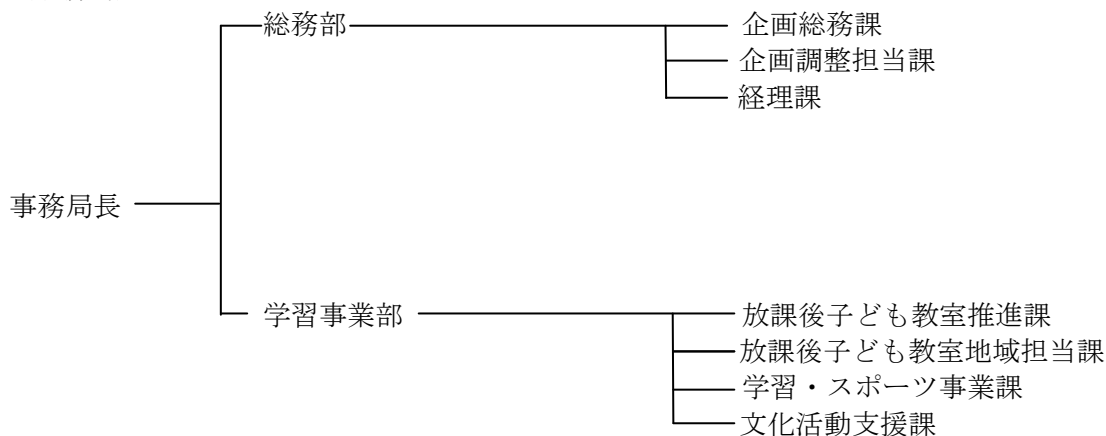 総務部
企画総務課
企画調整担当課
経理課
事務局長
学習事業部
放課後子ども教室推進課
放課後子ども教室地域担当課
学習・スポーツ事業課
文化活動支援課